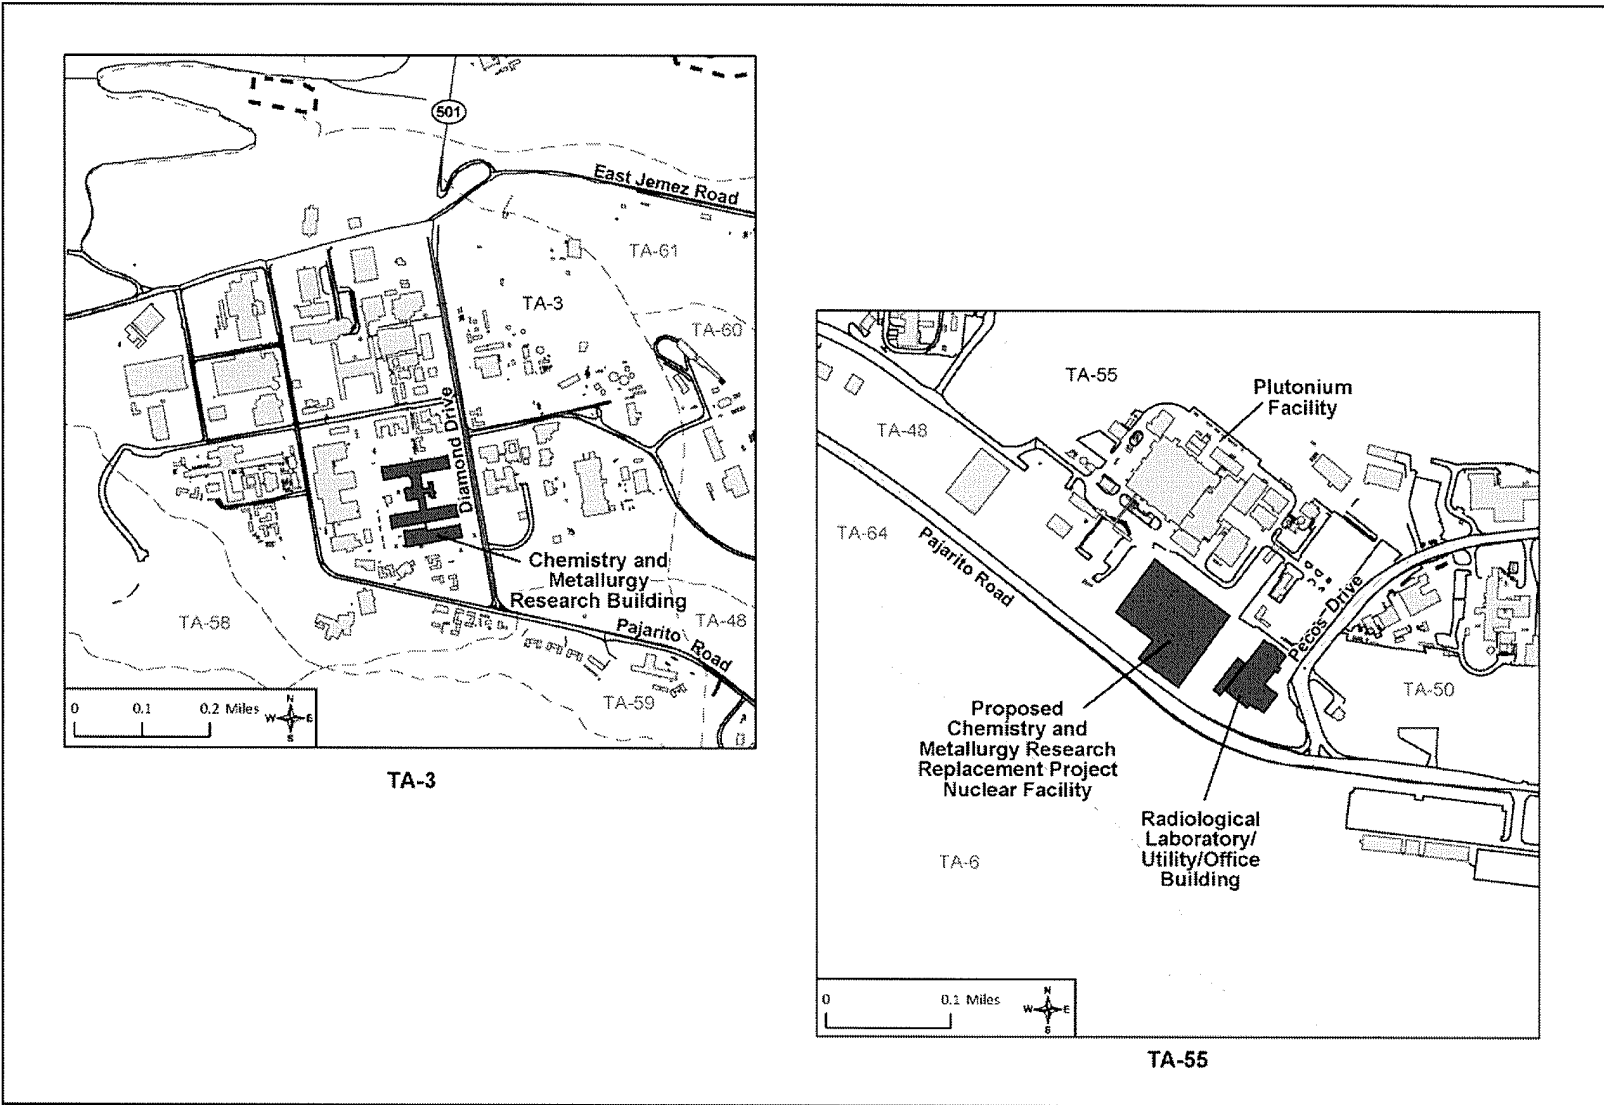 501
East Jemez Road
TA-61
TA-3
TA-60
Diamond Drive
Chemistry and
Metallurgy
Research Building
TA-58
TA-48
Pajarito Road
TA-59
0 0.1 0.2 Miles
N
W E
S
TA-3
TA-55
Plutonium
Facility
TA-48
TA-64
Pajarito Road
Pecos Drive
TA-50
Proposed
Chemistry and
Metallurgy Research
Replacement Project
Nuclear Facility
Radiological
Laboratory/
Utility/Office
Building
TA-6
0 0.1 Miles
N
W E
S
TA-55